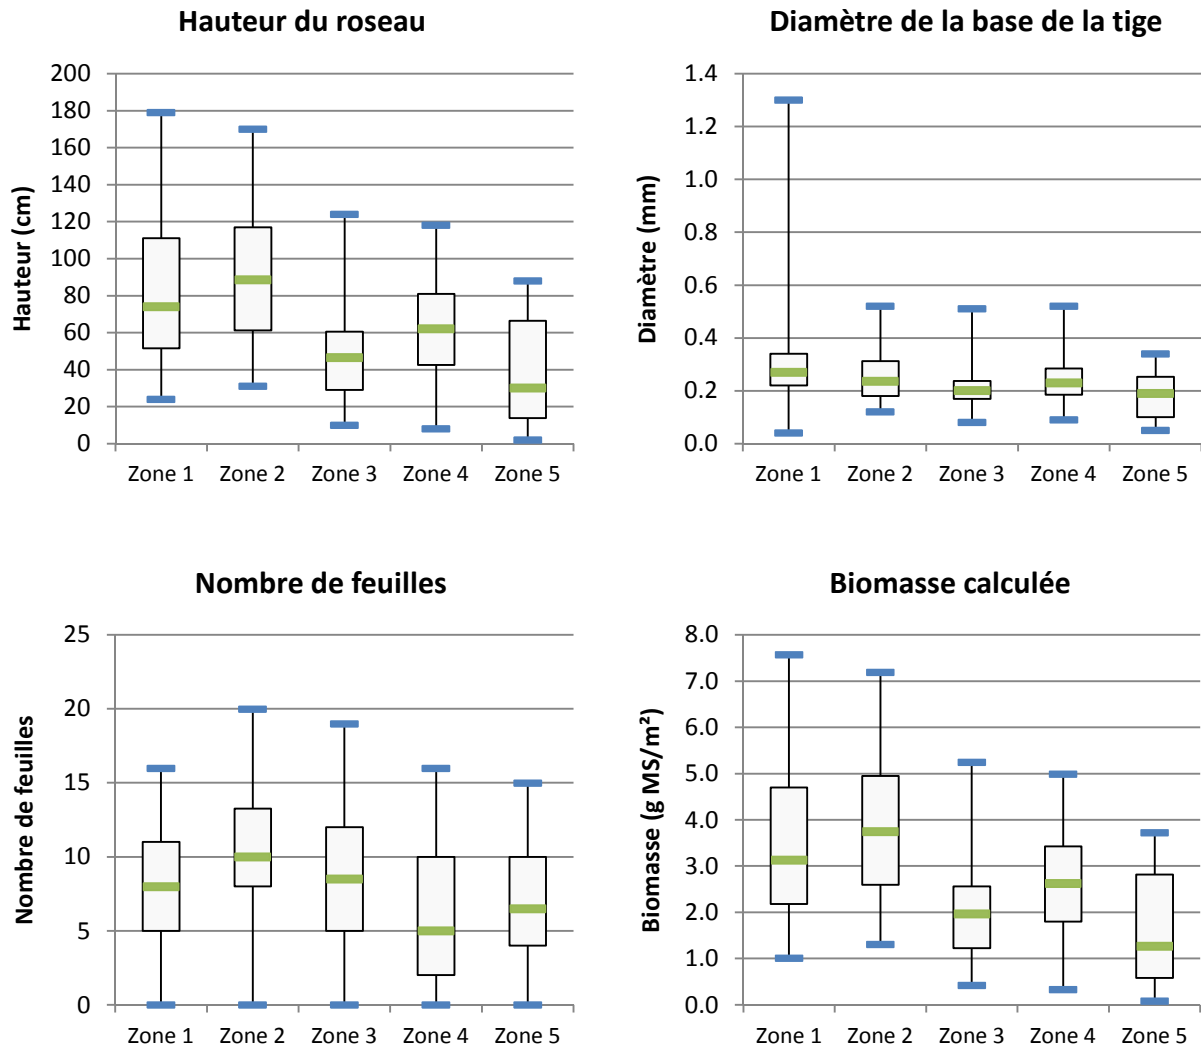 Hauteur du roseau
Hauteur (cm)
200
180
160
140
120
100
80
60
40
20
0
Zone 1 Zone 2 Zone 3 Zone 4 Zone 5
Diamètre de la base de la tige
Diamètre (mm)
1.4
1.2
1.0
0.8
0.6
0.4
0.2
0.0
Zone 1 Zone 2 Zone 3 Zone 4 Zone 5
Nombre de feuilles
Nombre de feuilles
25
20
15
10
5
0
Zone 1 Zone 2 Zone 3 Zone 4 Zone 5
Biomasse calculée
Biomasse (g MS/m²)
8.0
7.0
6.0
5.0
4.0
3.0
2.0
1.0
0.0
Zone 1 Zone 2 Zone 3 Zone 4 Zone 5